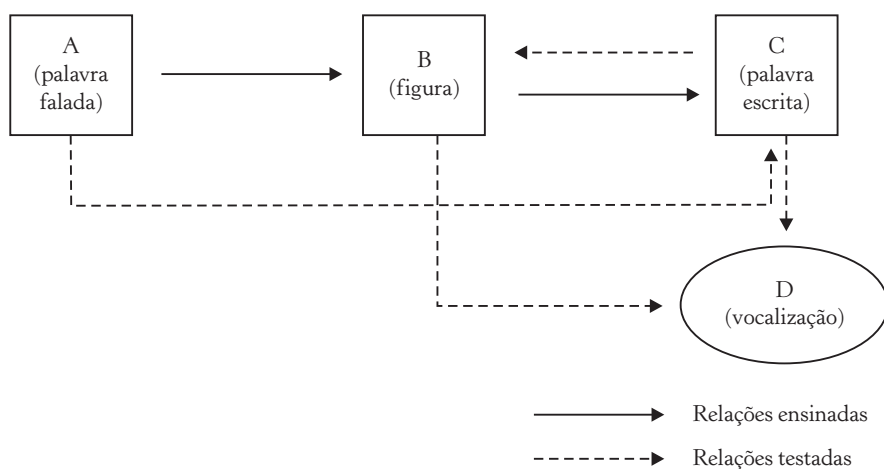 A
(palavra
falada)
B
(figura)
C
(palavra
escrita)
D
(vocalização)
Relações ensinadas
Relações testadas